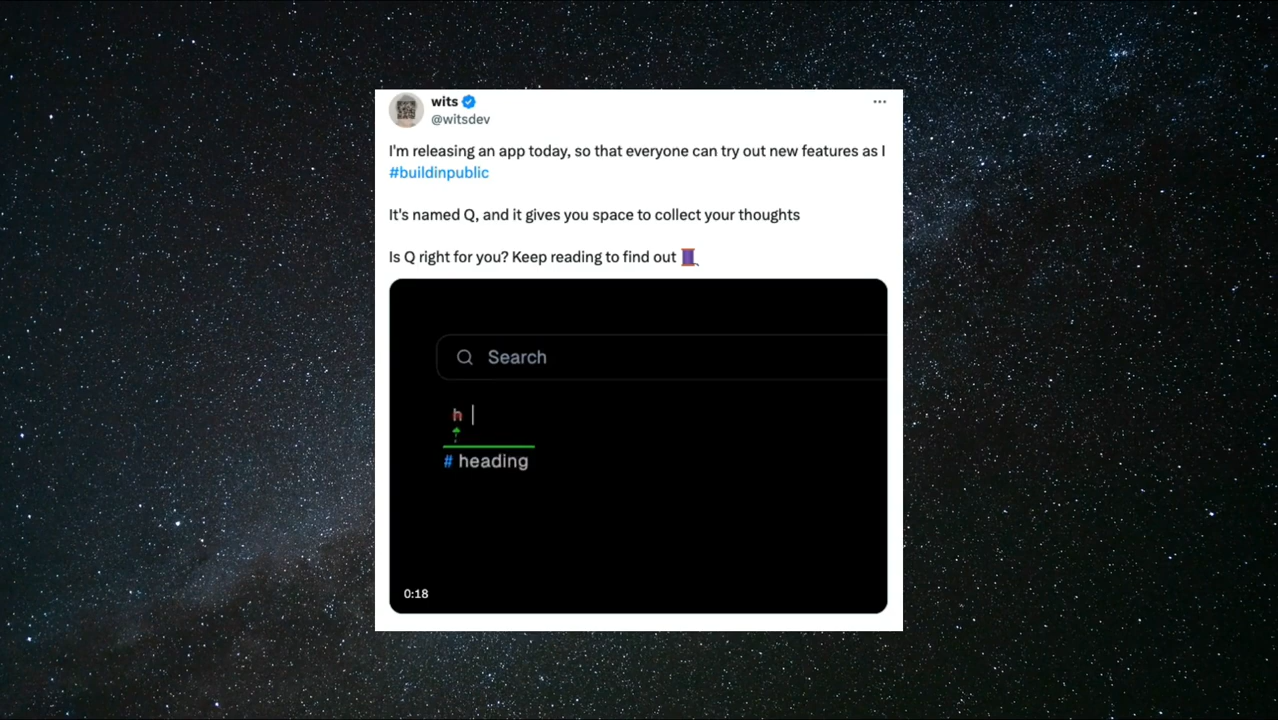 wits
@witsdev
I'm releasing an app today, so that everyone can try out new features as I
#buildinpublic
It's named Q, and it gives you space to collect your thoughts
Is Q right for you? Keep reading to find out 🧵
Search
h
# heading
0:18